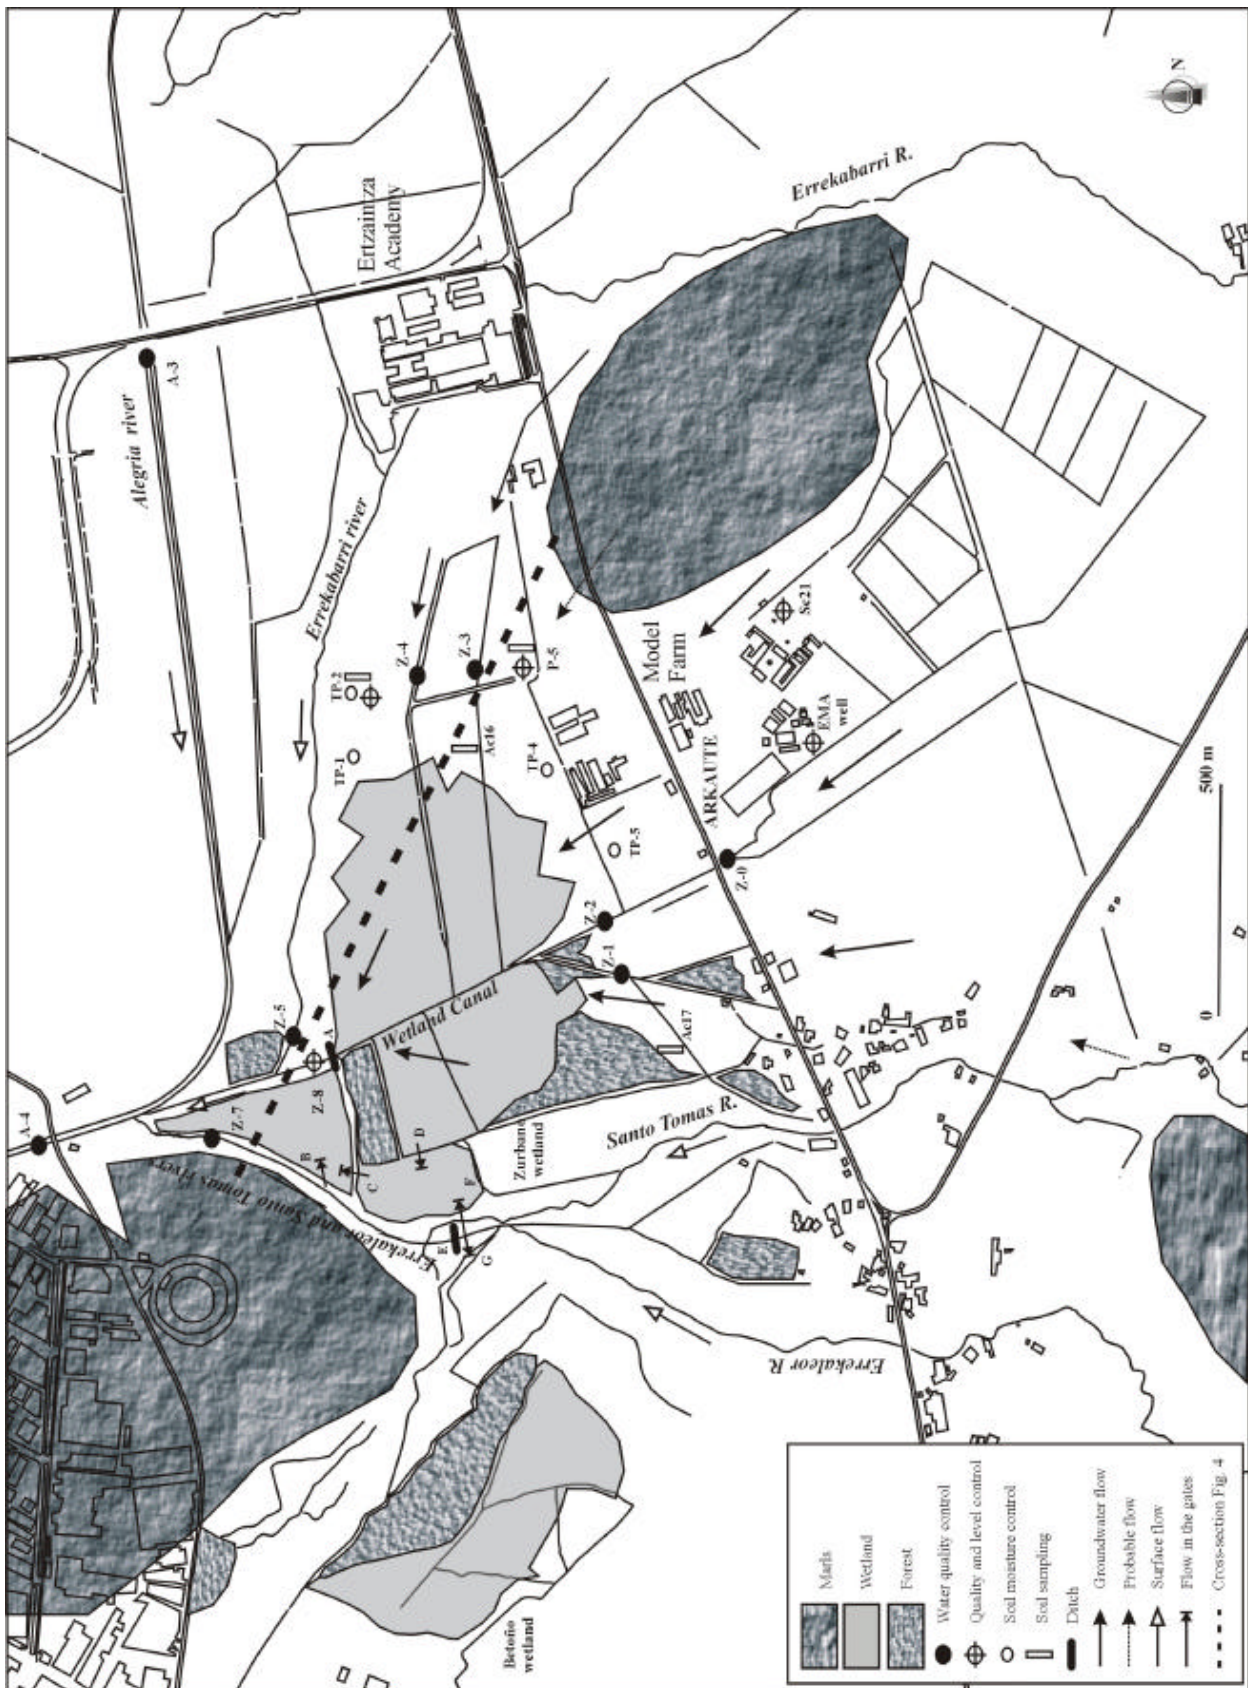 N
Errekabarri R.
Ertzaintza
Academy
A-3
Alegria river
Errekabarri river
Z-4
Z-3
P-5
TP-2
TP-1
Ac16
TP-4
TP-5
Model
Farm
Sc21
EMA
well
ARKAUTE
Z-0
Z-2
Z-1
Ac17
Wetland Canal
Z-5
A
Z-8
Z-7
A-4
B
C
D
E
F
G
Zurbano
wetland
Santo Tomas R.
Errekaleor and Santo Tomas rivers
Errekaleor R
Betoño
wetland
0
500 m
Marls
Wetland
Forest
Water quality control
Quality and level control
Soil moisture control
Soil sampling
Ditch
Groundwater flow
Probable flow
Surface flow
Flow in the gates
Cross-section Fig. 4